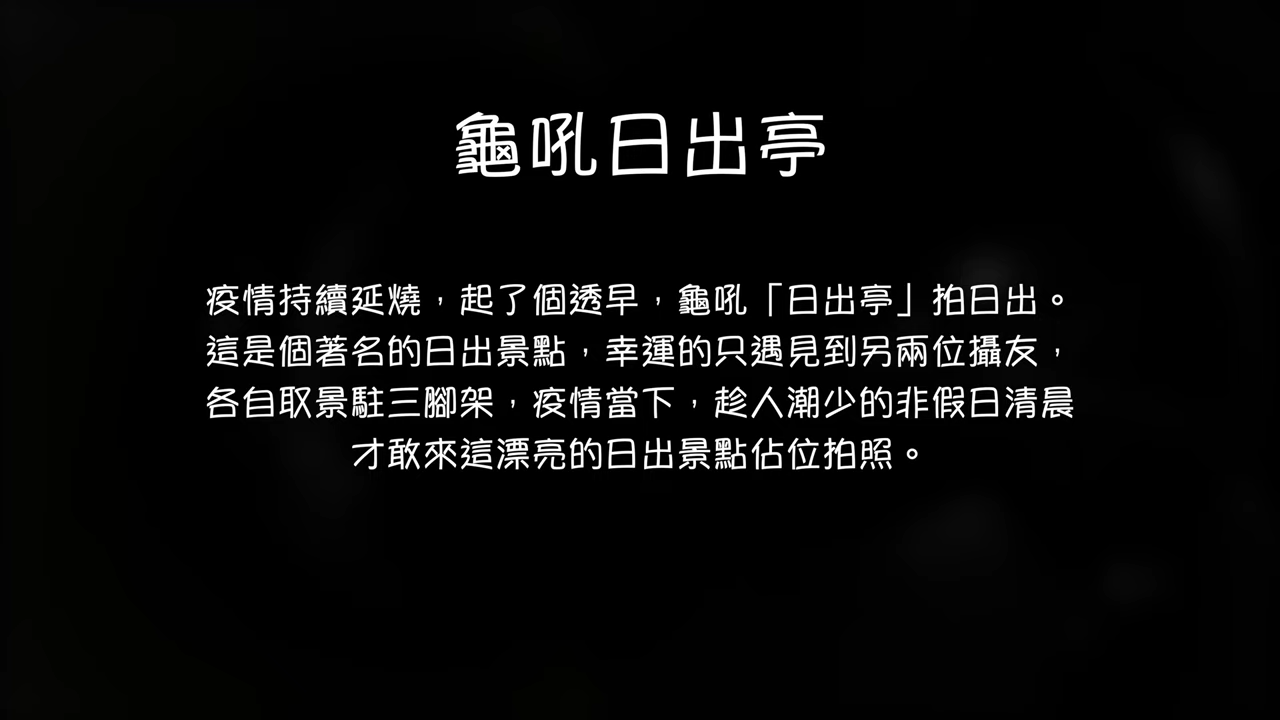 龜吼日出亭
疫情持續延燒，起了個透早，龜吼「日出亭」拍日出。
這是個著名的日出景點，幸運的只遇見到另兩位攝友，
各自取景駐三腳架，疫情當下，趁人潮少的非假日清晨
才敢來這漂亮的日出景點佔位拍照。